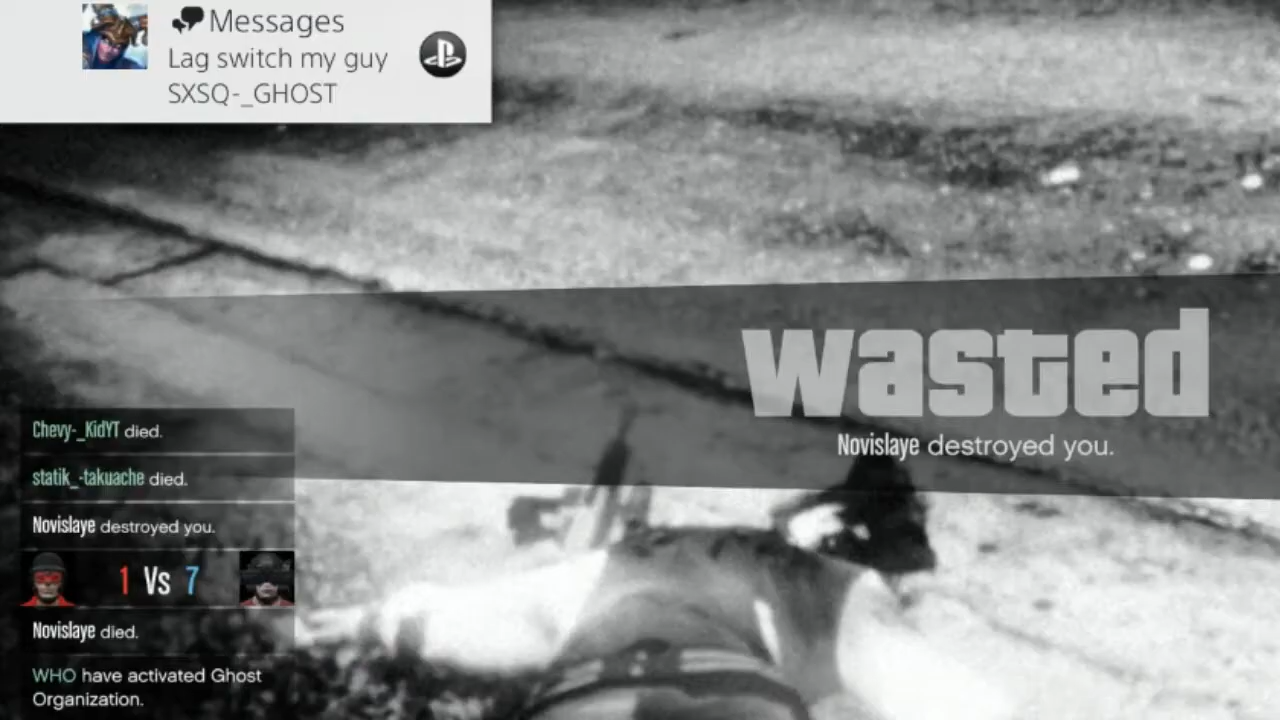 Messages
Lag switch my guy
SXSQ-_GHOST
wasted
Novislaye destroyed you.
Chevy-_KidYT died.
statik_-takuache died.
Novislaye destroyed you.
1 Vs 7
Novislaye died.
WHO have activated Ghost
Organization.